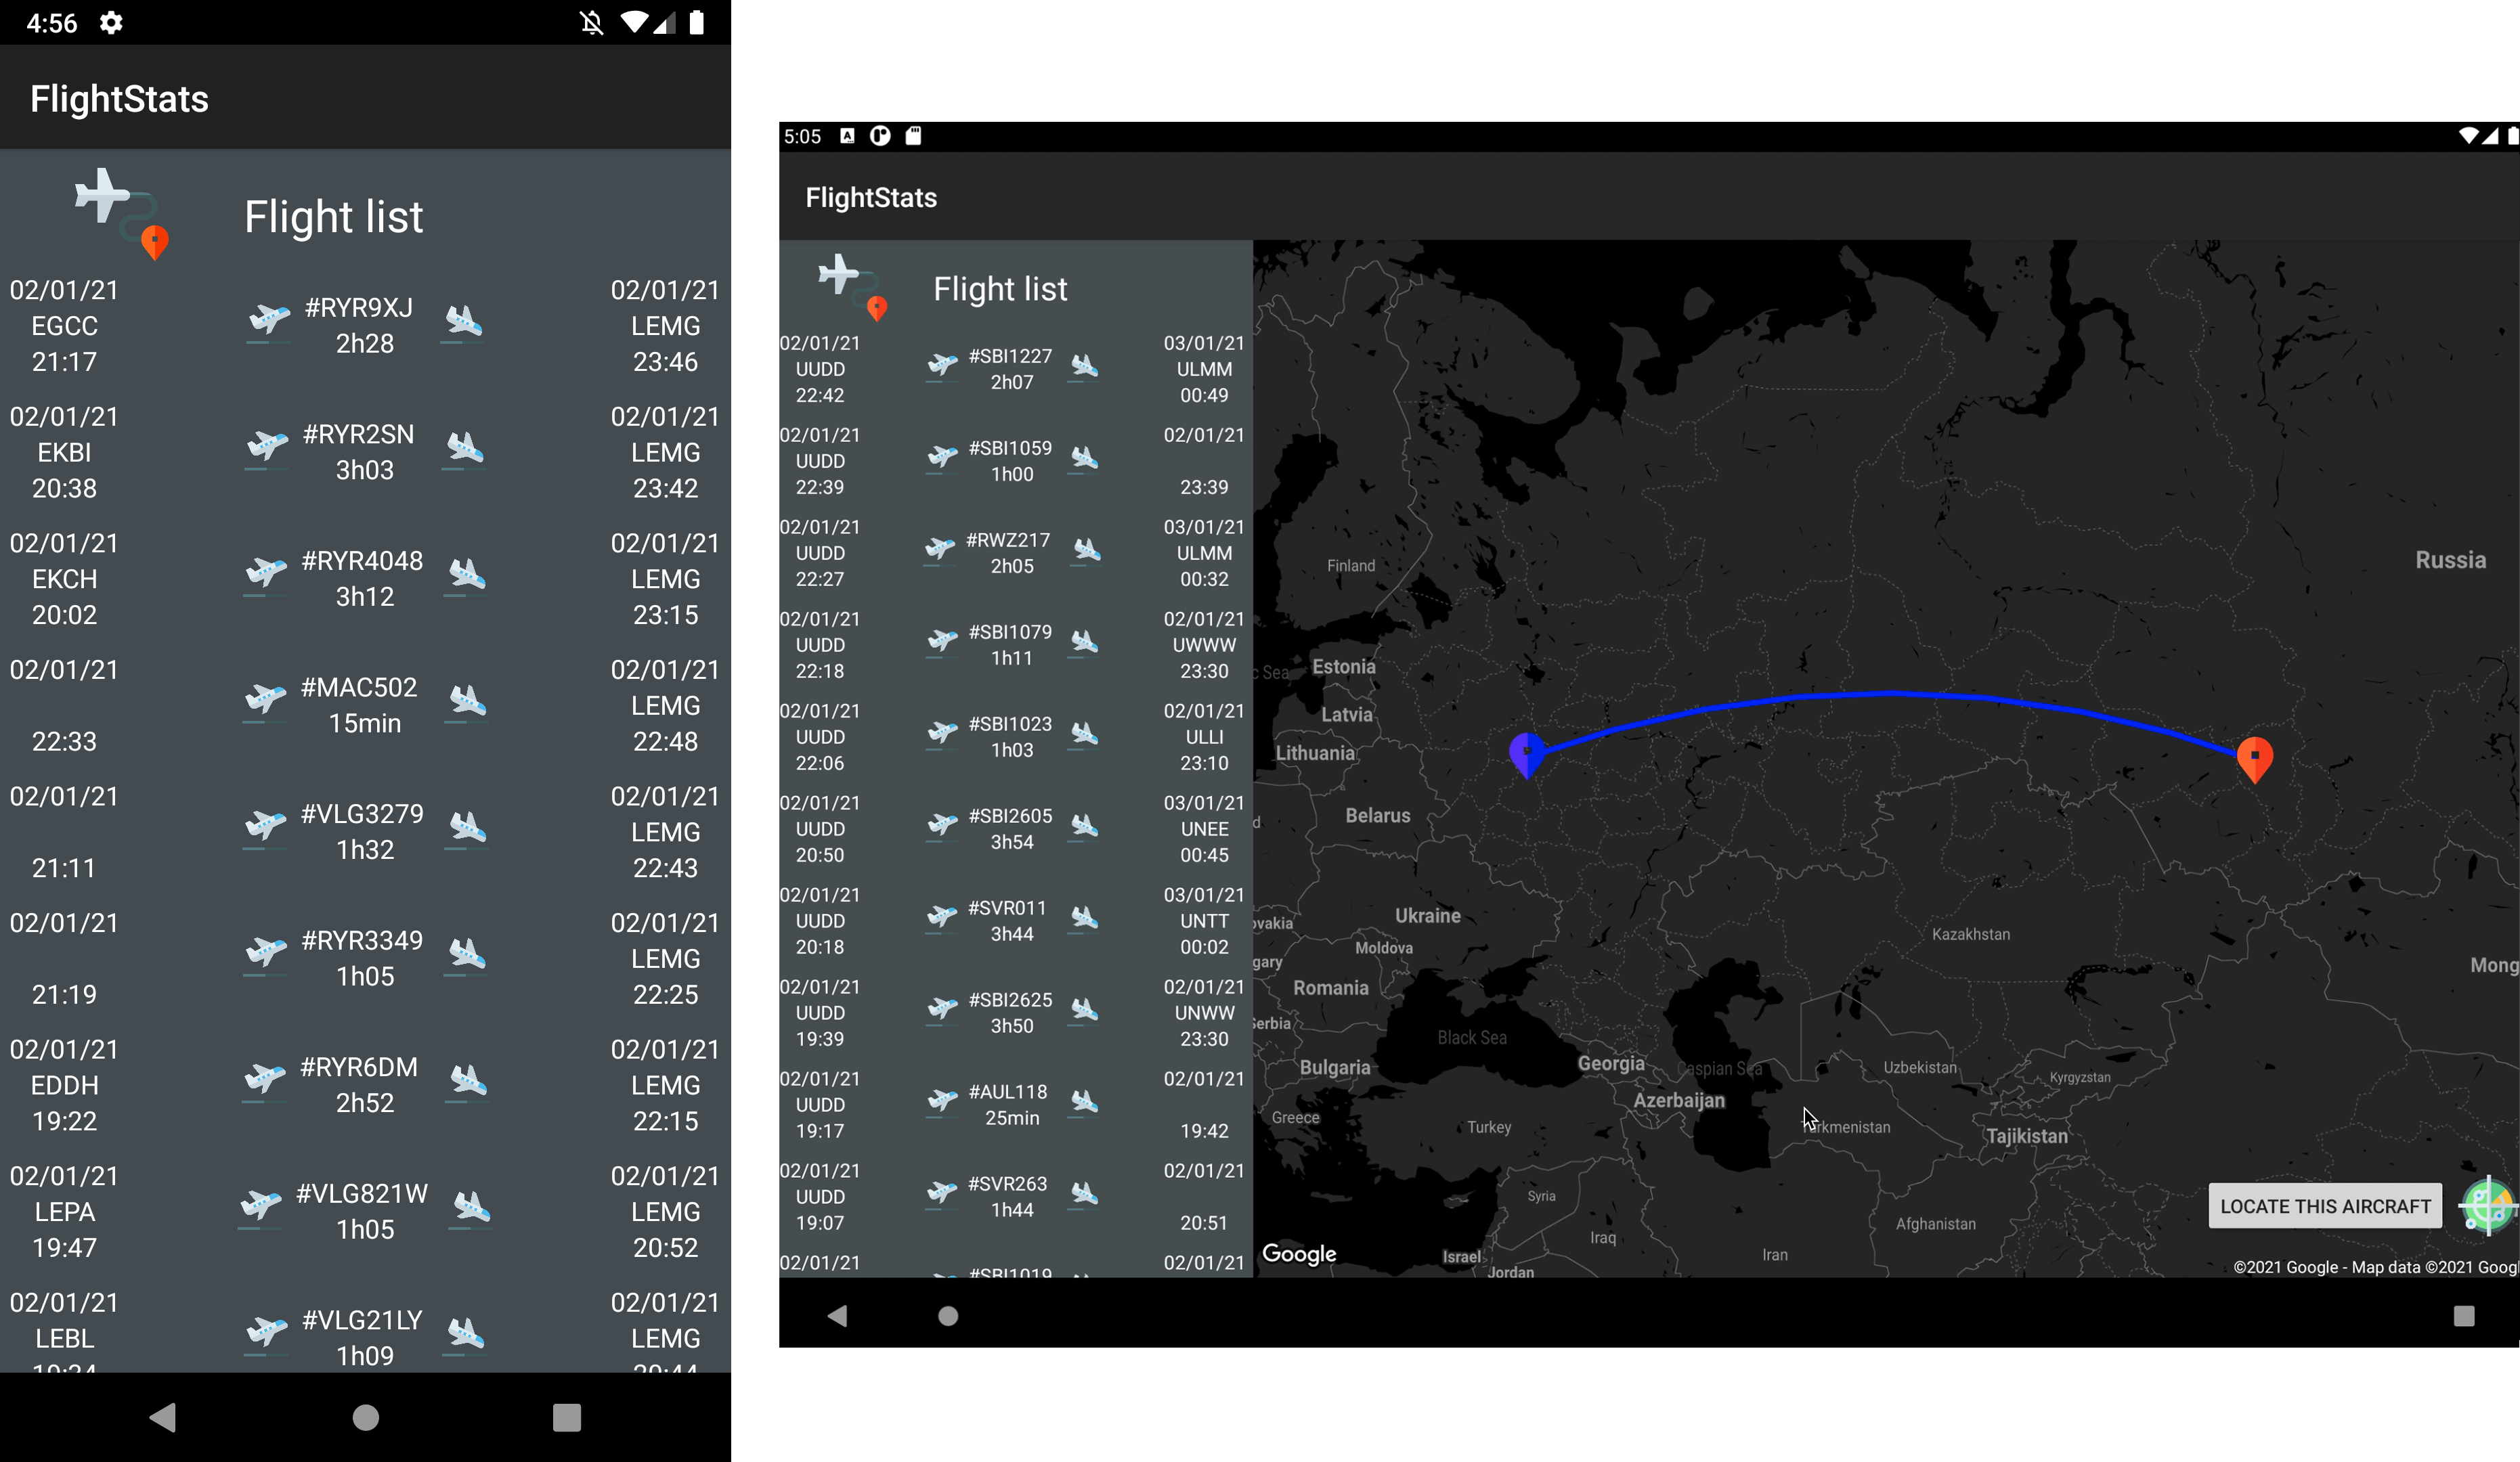 4:56
FlightStats
Flight list
02/01/21 02/01/21
#RYR9XJ
EGCC LEMG
2h28
21:17 23:46
02/01/21 02/01/21
#RYR2SN
EKBI LEMG
3h03
20:38 23:42
02/01/21 02/01/21
#RYR4048
EKCH LEMG
3h12
20:02 23:15
02/01/21 02/01/21
#MAC502
LEMG
15min
22:33 22:48
02/01/21 02/01/21
#VLG3279
LEMG
1h32
21:11 22:43
02/01/21 02/01/21
#RYR3349
LEMG
1h05
21:19 22:25
02/01/21 02/01/21
#RYR6DM
EDDH LEMG
2h52
19:22 22:15
02/01/21 02/01/21
#VLG821W
LEPA LEMG
1h05
19:47 20:52
02/01/21 02/01/21
#VLG21LY
LEBL LEMG
1h09
5:05
FlightStats
Flight list
02/01/21 03/01/21
#SBI1227
UUDD ULMM
2h07
22:42 00:49
02/01/21 02/01/21
#SBI1059
UUDD
1h00
22:39 23:39
02/01/21 03/01/21
#RWZ217
UUDD ULMM
2h05
22:27 00:32
02/01/21 02/01/21
#SBI1079
UUDD UWWW
1h11
22:18 23:30
02/01/21 02/01/21
#SBI1023
UUDD ULLI
1h03
22:06 23:10
02/01/21 03/01/21
#SBI2605
UUDD UNEE
3h54
20:50 00:45
02/01/21 03/01/21
#SVR011
UUDD UNTT
3h44
20:18 00:02
02/01/21 02/01/21
#SBI2625
UUDD UNWW
3h50
19:39 23:30
02/01/21 02/01/21
#AUL118
UUDD
25min
19:17 19:42
02/01/21 02/01/21
#SVR263
UUDD
1h44
19:07 20:51
02/01/21 02/01/21
#SBI1019
Russia
Finland
c Sea Estonia
Latvia
Lithuania
Belarus
Ukraine
ovakia
Kazakhstan
Moldova
gary
Mong
Romania
Serbia
Black Sea
Georgia
Bulgaria
Caspian Sea
Uzbekistan
Kyrgyzstan
Azerbaijan
Greece
Turkey
rkmenistan
Tajikistan
Syria
LOCATE THIS AIRCRAFT
Afghanistan
Iraq
Google
Israel
Iran
Jordan
©2021 Google - Map data ©2021 Googl